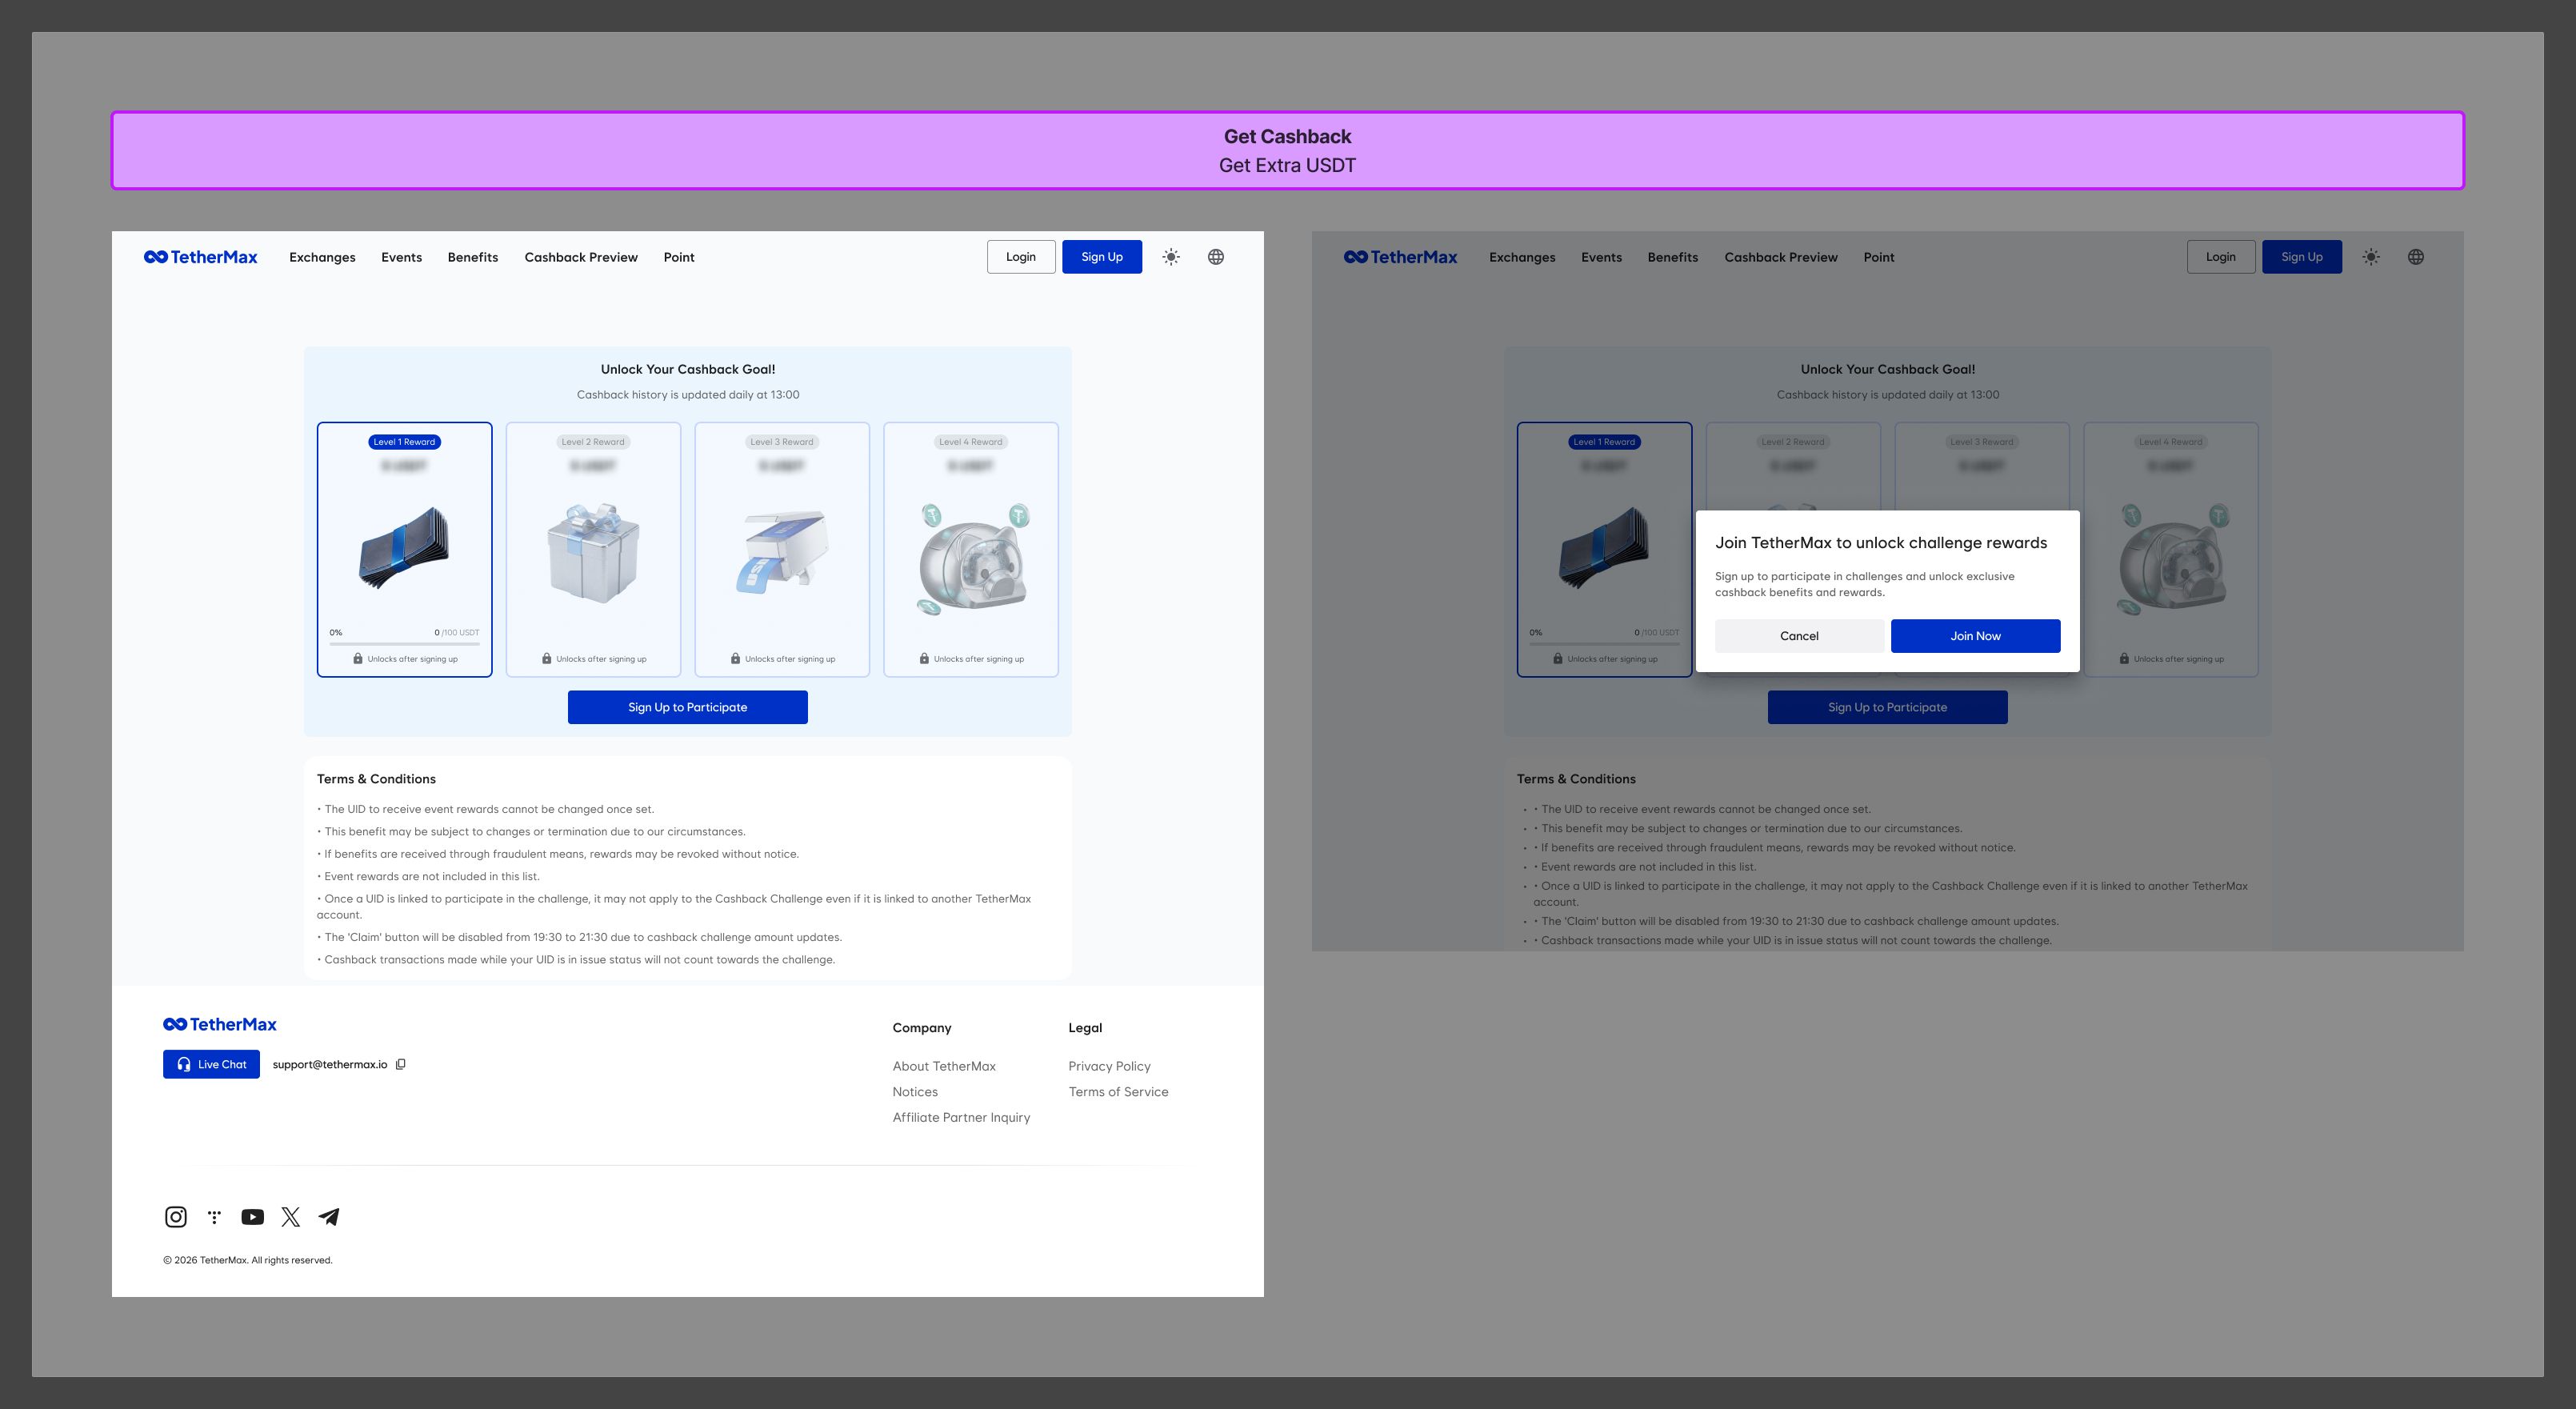 Get Cashback
Get Extra USDT
TetherMax
Exchanges
Events
Benefits
Cashback Preview
Point
Login
Sign Up
Unlock Your Cashback Goal!
Cashback history is updated daily at 13:00
Level 1 Reward
Level 2 Reward
Level 3 Reward
Level 4 Reward
0%
0 /100 USDT
Unlocks after signing up
Unlocks after signing up
Unlocks after signing up
Unlocks after signing up
Sign Up to Participate
Terms & Conditions
• The UID to receive event rewards cannot be changed once set.
• This benefit may be subject to changes or termination due to our circumstances.
• If benefits are received through fraudulent means, rewards may be revoked without notice.
• Event rewards are not included in this list.
• Once a UID is linked to participate in the challenge, it may not apply to the Cashback Challenge even if it is linked to another TetherMax
account.
• The 'Claim' button will be disabled from 19:30 to 21:30 due to cashback challenge amount updates.
• Cashback transactions made while your UID is in issue status will not count towards the challenge.
TetherMax
Live Chat
support@tethermax.io
Company
About TetherMax
Notices
Affiliate Partner Inquiry
Legal
Privacy Policy
Terms of Service
© 2026 TetherMax. All rights reserved.
TetherMax
Exchanges
Events
Benefits
Cashback Preview
Point
Login
Sign Up
Unlock Your Cashback Goal!
Cashback history is updated daily at 13:00
Level 1 Reward
Level 2 Reward
Level 3 Reward
Level 4 Reward
Join TetherMax to unlock challenge rewards
Sign up to participate in challenges and unlock exclusive
cashback benefits and rewards.
Cancel
Join Now
0%
0 /100 USDT
Unlocks after signing up
Unlocks after signing up
Sign Up to Participate
Terms & Conditions
• • The UID to receive event rewards cannot be changed once set.
• • This benefit may be subject to changes or termination due to our circumstances.
• • If benefits are received through fraudulent means, rewards may be revoked without notice.
• • Event rewards are not included in this list.
• • Once a UID is linked to participate in the challenge, it may not apply to the Cashback Challenge even if it is linked to another TetherMax
account.
• • The 'Claim' button will be disabled from 19:30 to 21:30 due to cashback challenge amount updates.
• • Cashback transactions made while your UID is in issue status will not count towards the challenge.